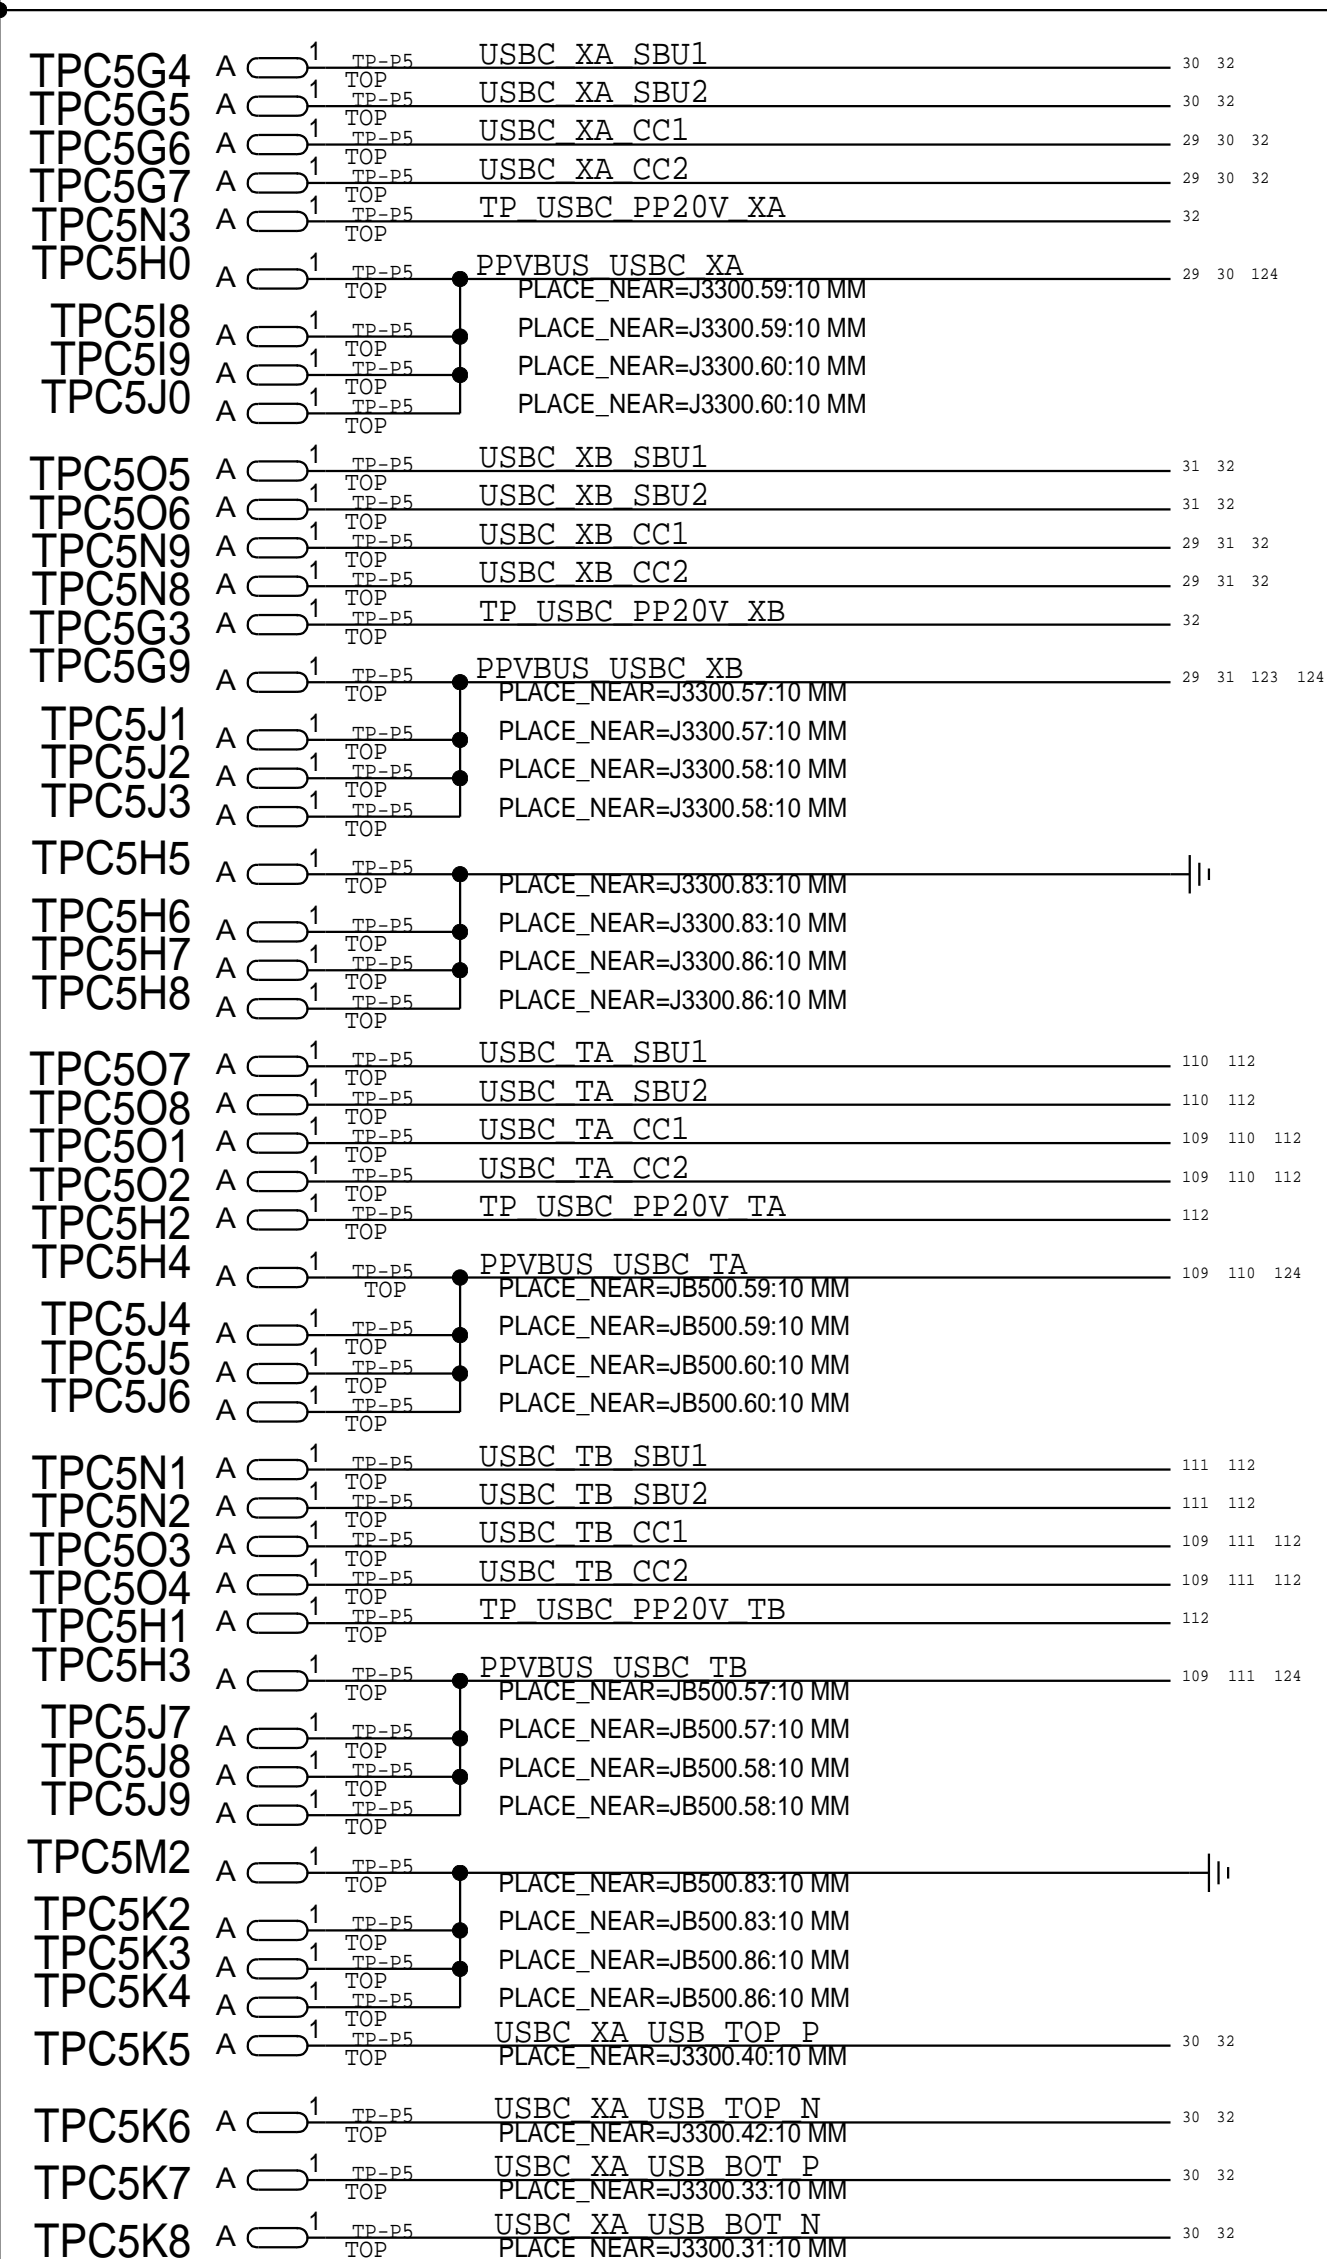 TPC5G4 A 1 TP-P5 TOP USBC_XA_SBU1 30 32
TPC5G5 A 1 TP-P5 TOP USBC_XA_SBU2 30 32
TPC5G6 A 1 TP-P5 TOP USBC_XA_CC1 29 30 32
TPC5G7 A 1 TP-P5 TOP USBC_XA_CC2 29 30 32
TPC5N3 A 1 TP-P5 TOP TP_USBC_PP20V_XA 32
TPC5H0 A 1 TP-P5 TOP PPVBUS_USBC_XA 29 30 124
PLACE_NEAR=J3300.59:10 MM
TPC5I8 A 1 TP-P5 TOP PLACE_NEAR=J3300.59:10 MM
TPC5I9 A 1 TP-P5 TOP PLACE_NEAR=J3300.60:10 MM
TPC5J0 A 1 TP-P5 TOP PLACE_NEAR=J3300.60:10 MM
TPC5O5 A 1 TP-P5 TOP USBC_XB_SBU1 31 32
TPC5O6 A 1 TP-P5 TOP USBC_XB_SBU2 31 32
TPC5N9 A 1 TP-P5 TOP USBC_XB_CC1 29 31 32
TPC5N8 A 1 TP-P5 TOP USBC_XB_CC2 29 31 32
TPC5G3 A 1 TP-P5 TOP TP_USBC_PP20V_XB 32
TPC5G9 A 1 TP-P5 TOP PPVBUS_USBC_XB 29 31 123 124
PLACE_NEAR=J3300.57:10 MM
TPC5J1 A 1 TP-P5 TOP PLACE_NEAR=J3300.57:10 MM
TPC5J2 A 1 TP-P5 TOP PLACE_NEAR=J3300.58:10 MM
TPC5J3 A 1 TP-P5 TOP PLACE_NEAR=J3300.58:10 MM
TPC5H5 A 1 TP-P5 TOP PLACE_NEAR=J3300.83:10 MM
TPC5H6 A 1 TP-P5 TOP PLACE_NEAR=J3300.83:10 MM
TPC5H7 A 1 TP-P5 TOP PLACE_NEAR=J3300.86:10 MM
TPC5H8 A 1 TP-P5 TOP PLACE_NEAR=J3300.86:10 MM
TPC5O7 A 1 TP-P5 TOP USBC_TA_SBU1 110 112
TPC5O8 A 1 TP-P5 TOP USBC_TA_SBU2 110 112
TPC5O1 A 1 TP-P5 TOP USBC_TA_CC1 109 110 112
TPC5O2 A 1 TP-P5 TOP USBC_TA_CC2 109 110 112
TPC5H2 A 1 TP-P5 TOP TP_USBC_PP20V_TA 112
TPC5H4 A 1 TP-P5 TOP PPVBUS_USBC_TA 109 110 124
PLACE_NEAR=JB500.59:10 MM
TPC5J4 A 1 TP-P5 TOP PLACE_NEAR=JB500.59:10 MM
TPC5J5 A 1 TP-P5 TOP PLACE_NEAR=JB500.60:10 MM
TPC5J6 A 1 TP-P5 TOP PLACE_NEAR=JB500.60:10 MM
TPC5N1 A 1 TP-P5 TOP USBC_TB_SBU1 111 112
TPC5N2 A 1 TP-P5 TOP USBC_TB_SBU2 111 112
TPC5O3 A 1 TP-P5 TOP USBC_TB_CC1 109 111 112
TPC5O4 A 1 TP-P5 TOP USBC_TB_CC2 109 111 112
TPC5H1 A 1 TP-P5 TOP TP_USBC_PP20V_TB 112
TPC5H3 A 1 TP-P5 TOP PPVBUS_USBC_TB 109 111 124
PLACE_NEAR=JB500.57:10 MM
TPC5J7 A 1 TP-P5 TOP PLACE_NEAR=JB500.57:10 MM
TPC5J8 A 1 TP-P5 TOP PLACE_NEAR=JB500.58:10 MM
TPC5J9 A 1 TP-P5 TOP PLACE_NEAR=JB500.58:10 MM
TPC5M2 A 1 TP-P5 TOP PLACE_NEAR=JB500.83:10 MM
TPC5K2 A 1 TP-P5 TOP PLACE_NEAR=JB500.83:10 MM
TPC5K3 A 1 TP-P5 TOP PLACE_NEAR=JB500.86:10 MM
TPC5K4 A 1 TP-P5 TOP PLACE_NEAR=JB500.86:10 MM
TPC5K5 A 1 TP-P5 TOP USBC_XA_USB_TOP_P 30 32
PLACE_NEAR=J3300.40:10 MM
TPC5K6 A 1 TP-P5 TOP USBC_XA_USB_TOP_N 30 32
PLACE_NEAR=J3300.42:10 MM
TPC5K7 A 1 TP-P5 TOP USBC_XA_USB_BOT_P 30 32
PLACE_NEAR=J3300.33:10 MM
TPC5K8 A 1 TP-P5 TOP USBC_XA_USB_BOT_N 30 32
PLACE_NEAR=J3300.31:10 MM